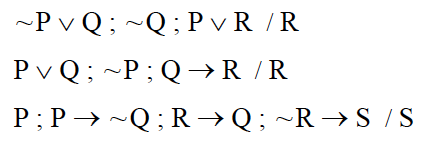 ~P ∨ Q ; ~Q ; P ∨ R / R
P ∨ Q ; ~P ; Q → R / R
P ; P → ~Q ; R → Q ; ~R → S / S